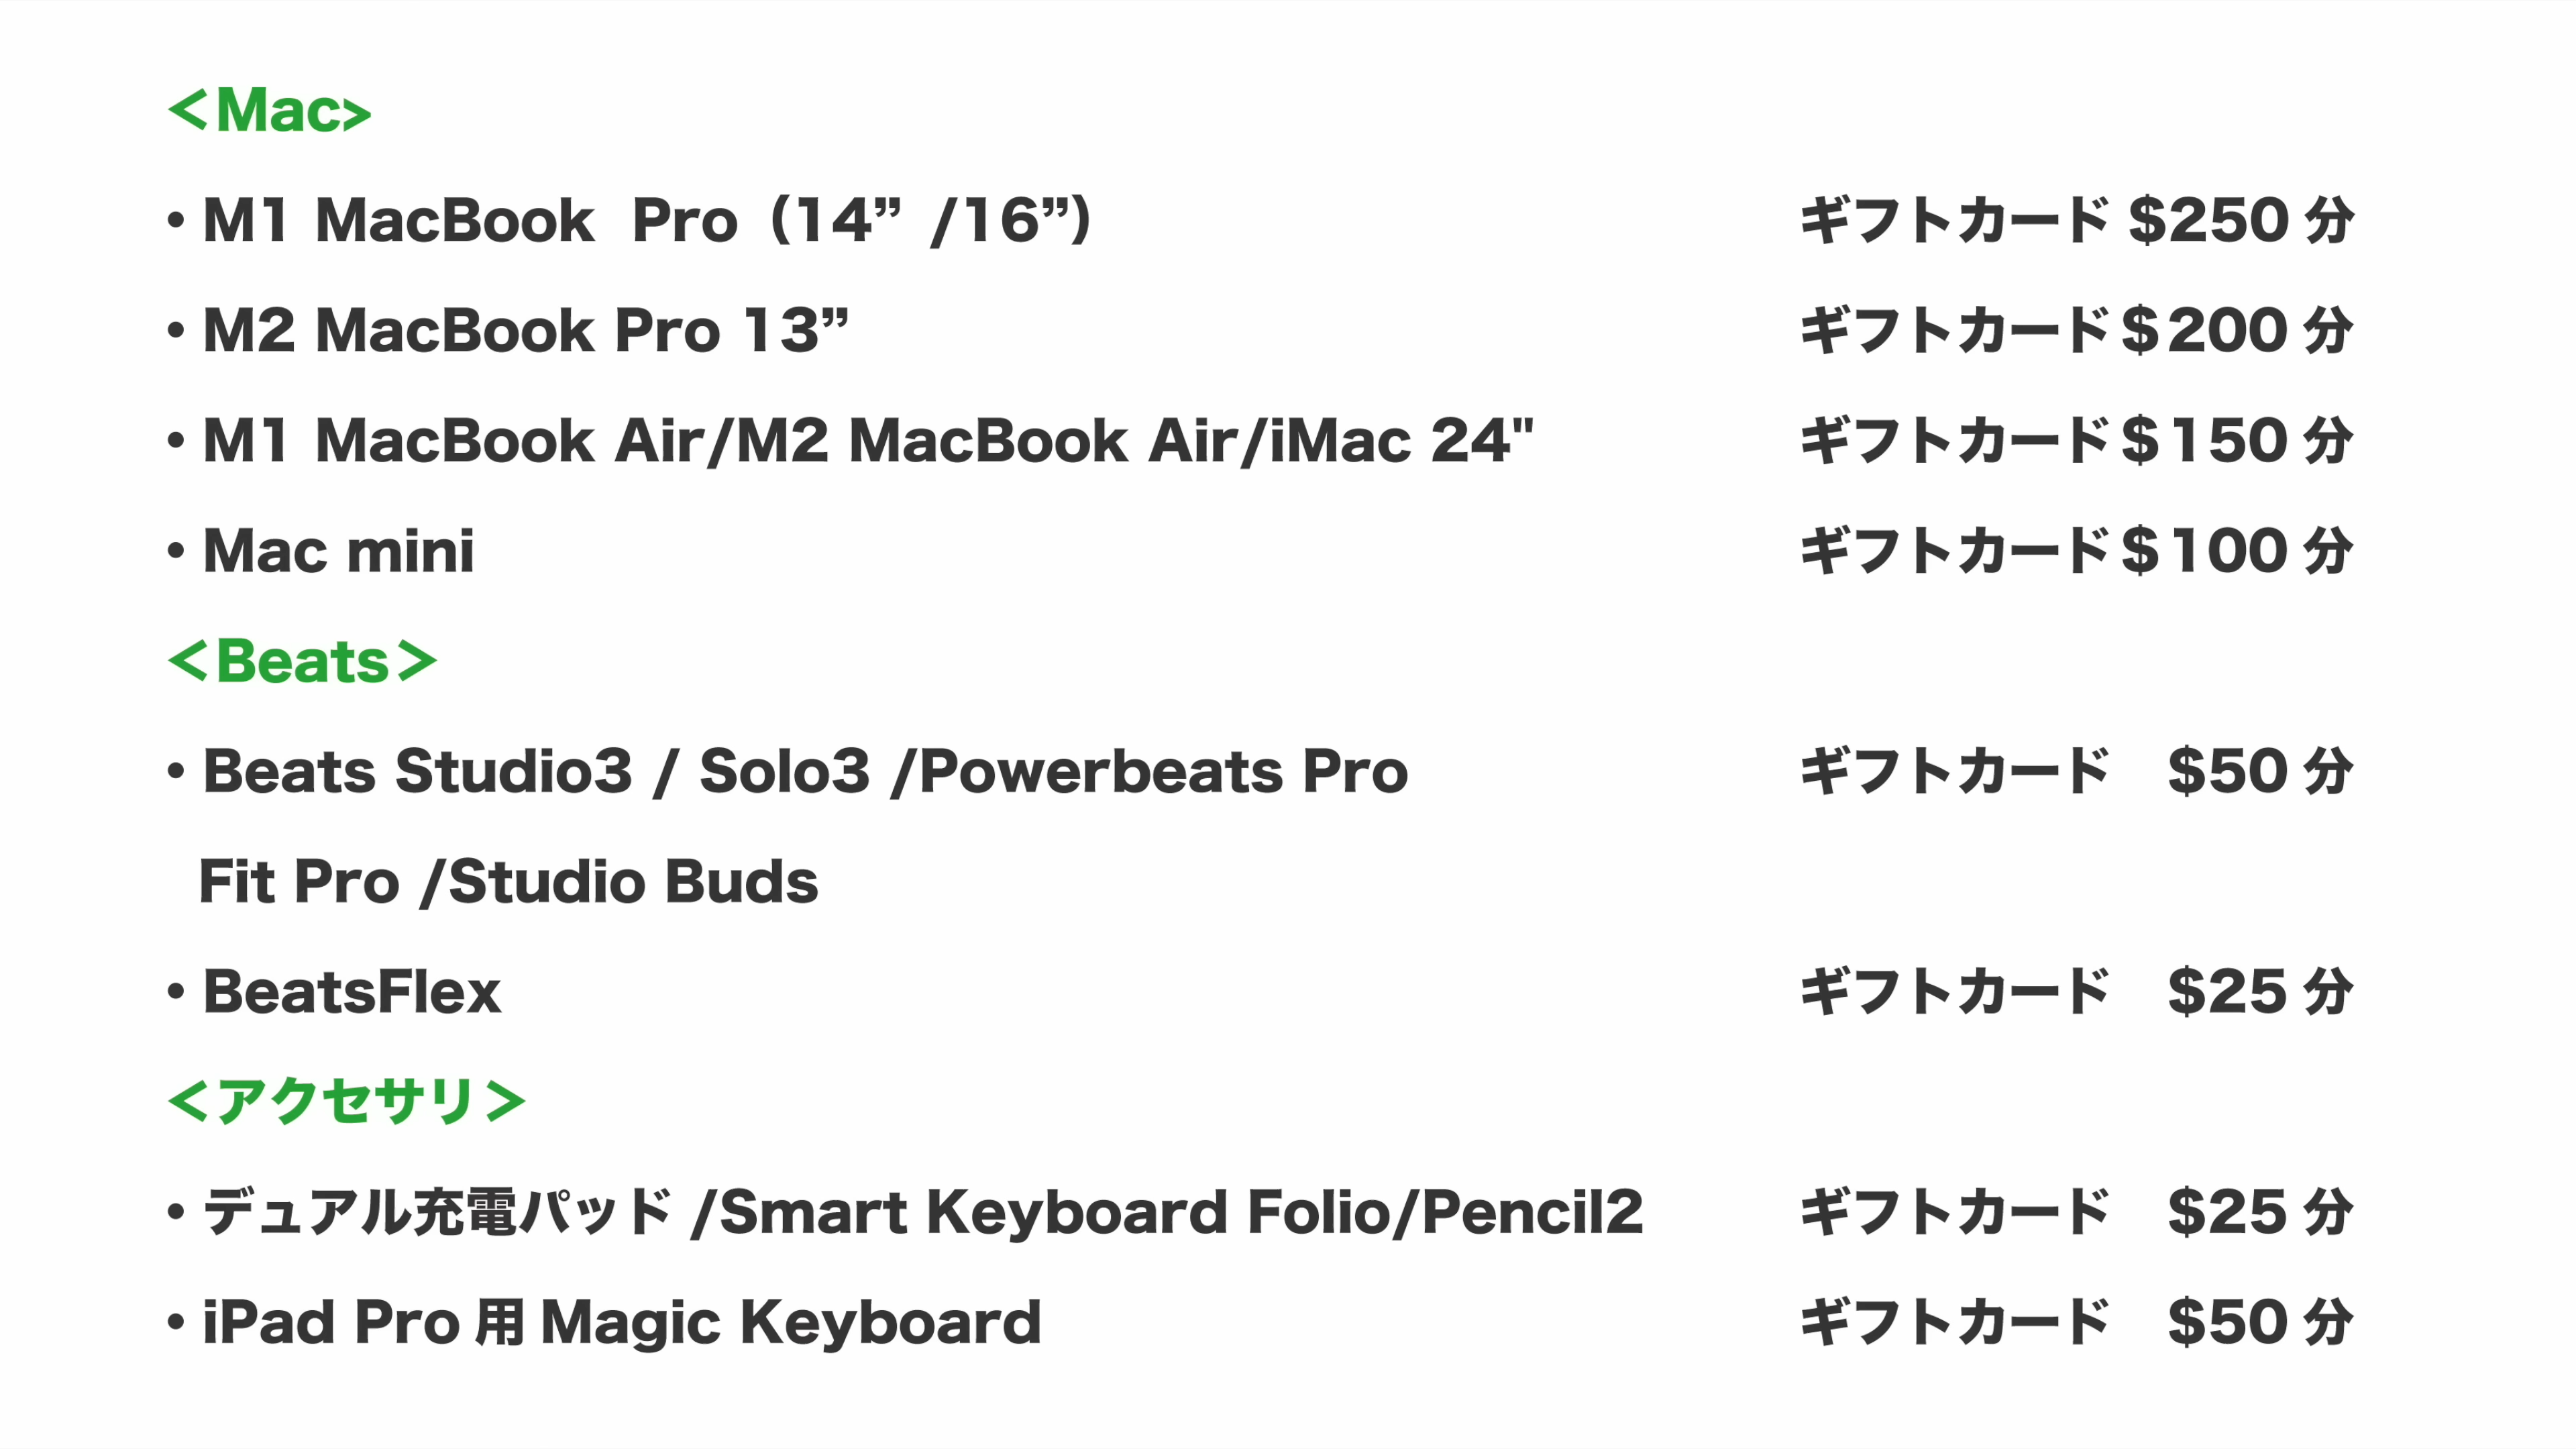 ＜Mac>
・M1 MacBook  Pro（14” /16”） ギフトカード $250 分
・M2 MacBook Pro 13” ギフトカード＄200 分
・M1 MacBook Air/M2 MacBook Air/iMac 24" ギフトカード＄150 分
・Mac mini ギフトカード＄100 分
＜Beats＞
・Beats Studio3 / Solo3 /Powerbeats Pro ギフトカード　$50 分
Fit Pro /Studio Buds
・BeatsFlex ギフトカード　$25 分
＜アクセサリ＞
・デュアル充電パッド /Smart Keyboard Folio/Pencil2 ギフトカード　$25 分
・iPad Pro 用 Magic Keyboard ギフトカード　$50 分